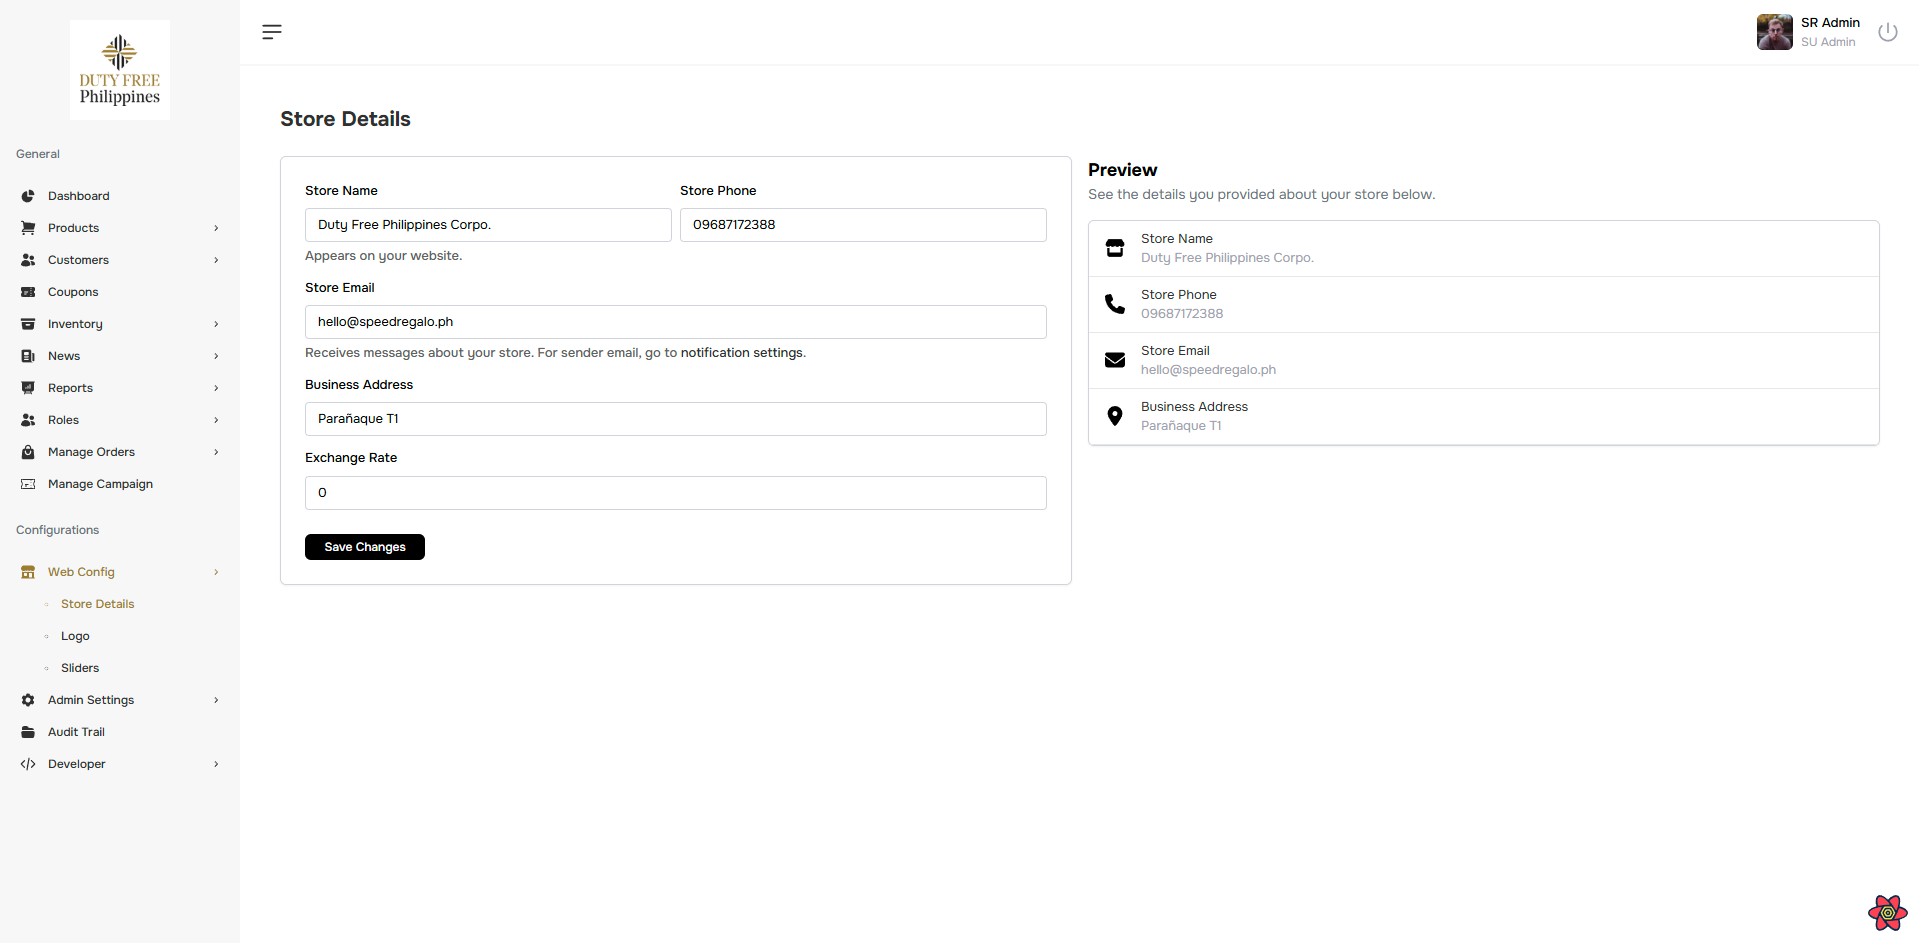 DUTY FREE
Philippines
General
Dashboard
Products
Customers
Coupons
Inventory
News
Reports
Roles
Manage Orders
Manage Campaign
Configurations
Web Config
Store Details
Logo
Sliders
Admin Settings
Audit Trail
Developer
SR Admin
SU Admin
Store Details
Store Name
Store Phone
Duty Free Philippines Corpo.
09687172388
Appears on your website.
Store Email
hello@speedregalo.ph
Receives messages about your store. For sender email, go to notification settings.
Business Address
Parañaque T1
Exchange Rate
0
Save Changes
Preview
See the details you provided about your store below.
Store Name
Duty Free Philippines Corpo.
Store Phone
09687172388
Store Email
hello@speedregalo.ph
Business Address
Parañaque T1